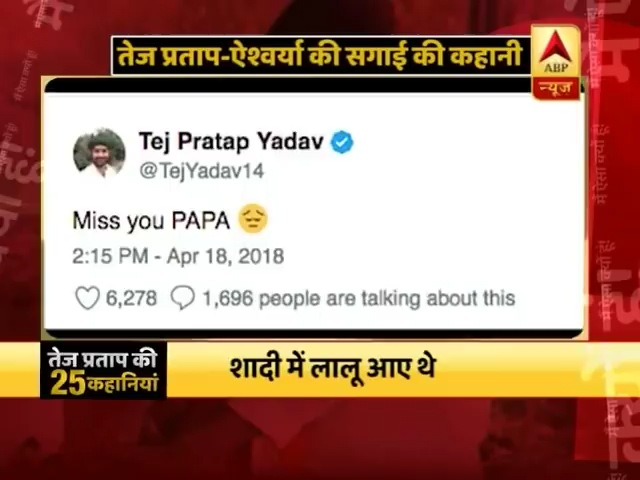 तेज प्रताप-ऐश्वर्या की सगाई की कहानी
ABP
न्यूज़
Tej Pratap Yadav
@TejYadav14
Miss you PAPA 😔
2:15 PM - Apr 18, 2018
6,278 1,696 people are talking about this
तेज प्रताप की
25 कहानियां
शादी में लालू आए थे
में ऐसा क्यों हूं!